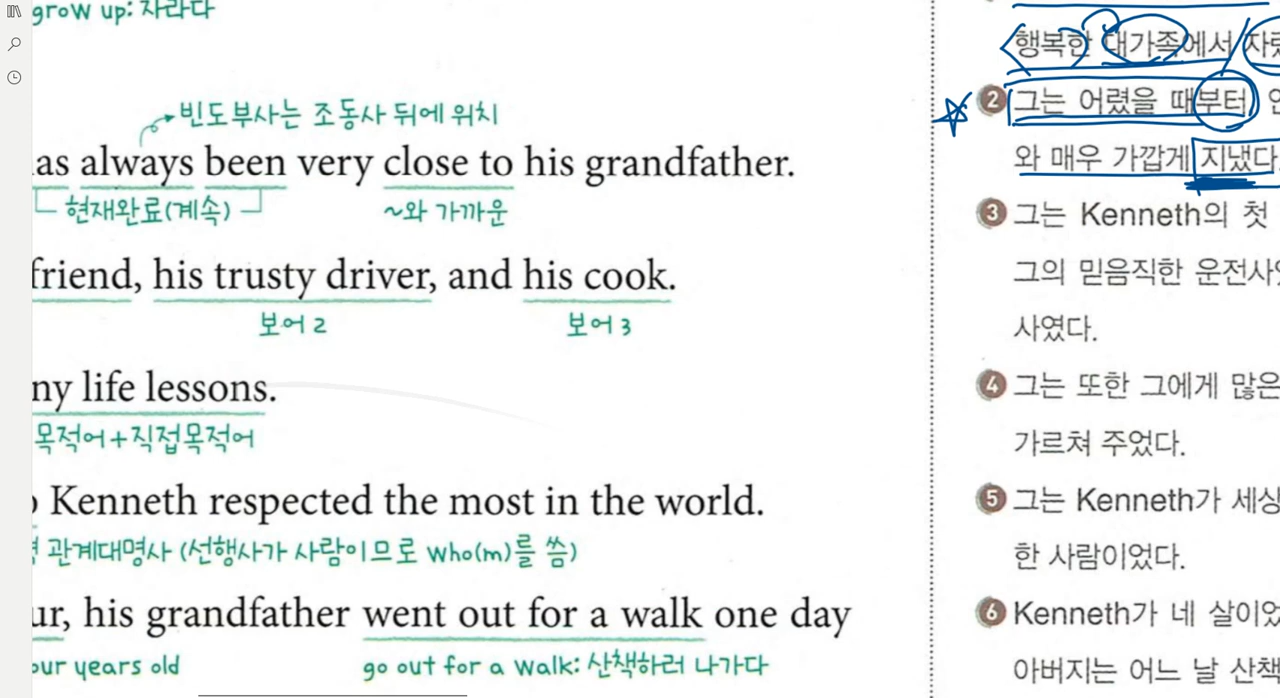 grow up: 자라다
빈도부사는 조동사 뒤에 위치
as always been very close to his grandfather.
현재완료(계속)
~와 가까운
friend, his trusty driver, and his cook.
보어 2
보어 3
ny life lessons.
목적어+직접목적어
Kenneth respected the most in the world.
관계대명사 (선행사가 사람이므로 who(m)를 씀)
ur, his grandfather went out for a walk one day
our years old
go out for a walk: 산책하러 나가다
행복한 대가족에서
2 그는 어렸을 때부터
와 매우 가깝게 지냈다.
3 그는 Kenneth의 첫
그의 믿음직한 운전사
사였다.
4 그는 또한 그에게 많은
가르쳐 주었다.
5 그는 Kenneth가 세상
한 사람이었다.
6 Kenneth가 네 살이었
아버지는 어느 날 산책